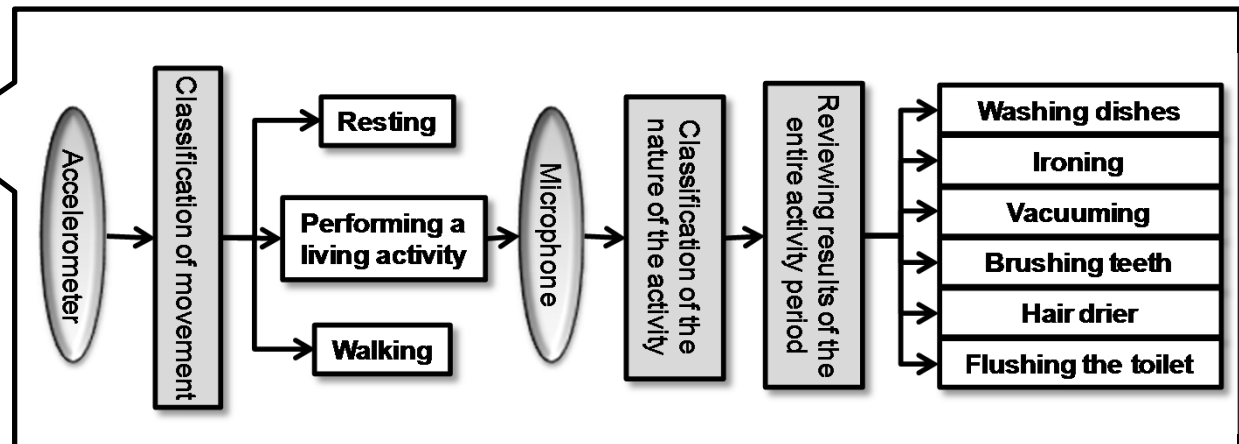 Accelerometer
Classification of movement
Resting
Performing a
living activity
Walking
Microphone
Classification of the
nature of the activity
Reviewing results of the
entire activity period
Washing dishes
Ironing
Vacuuming
Brushing teeth
Hair drier
Flushing the toilet